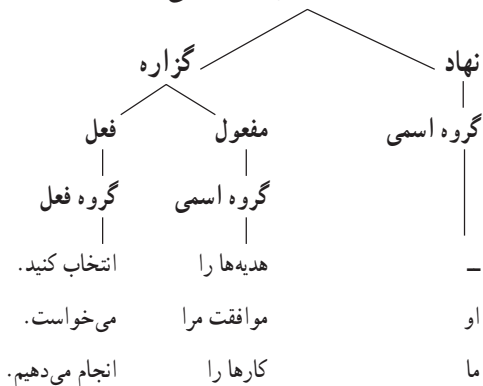 نهاد گزاره
گروه اسمی مفعول فعل
گروه اسمی گروه فعل
– هدیه‌ها را انتخاب کنید.
او موافقت مرا می‌خواست.
ما کارها را انجام می‌دهیم.